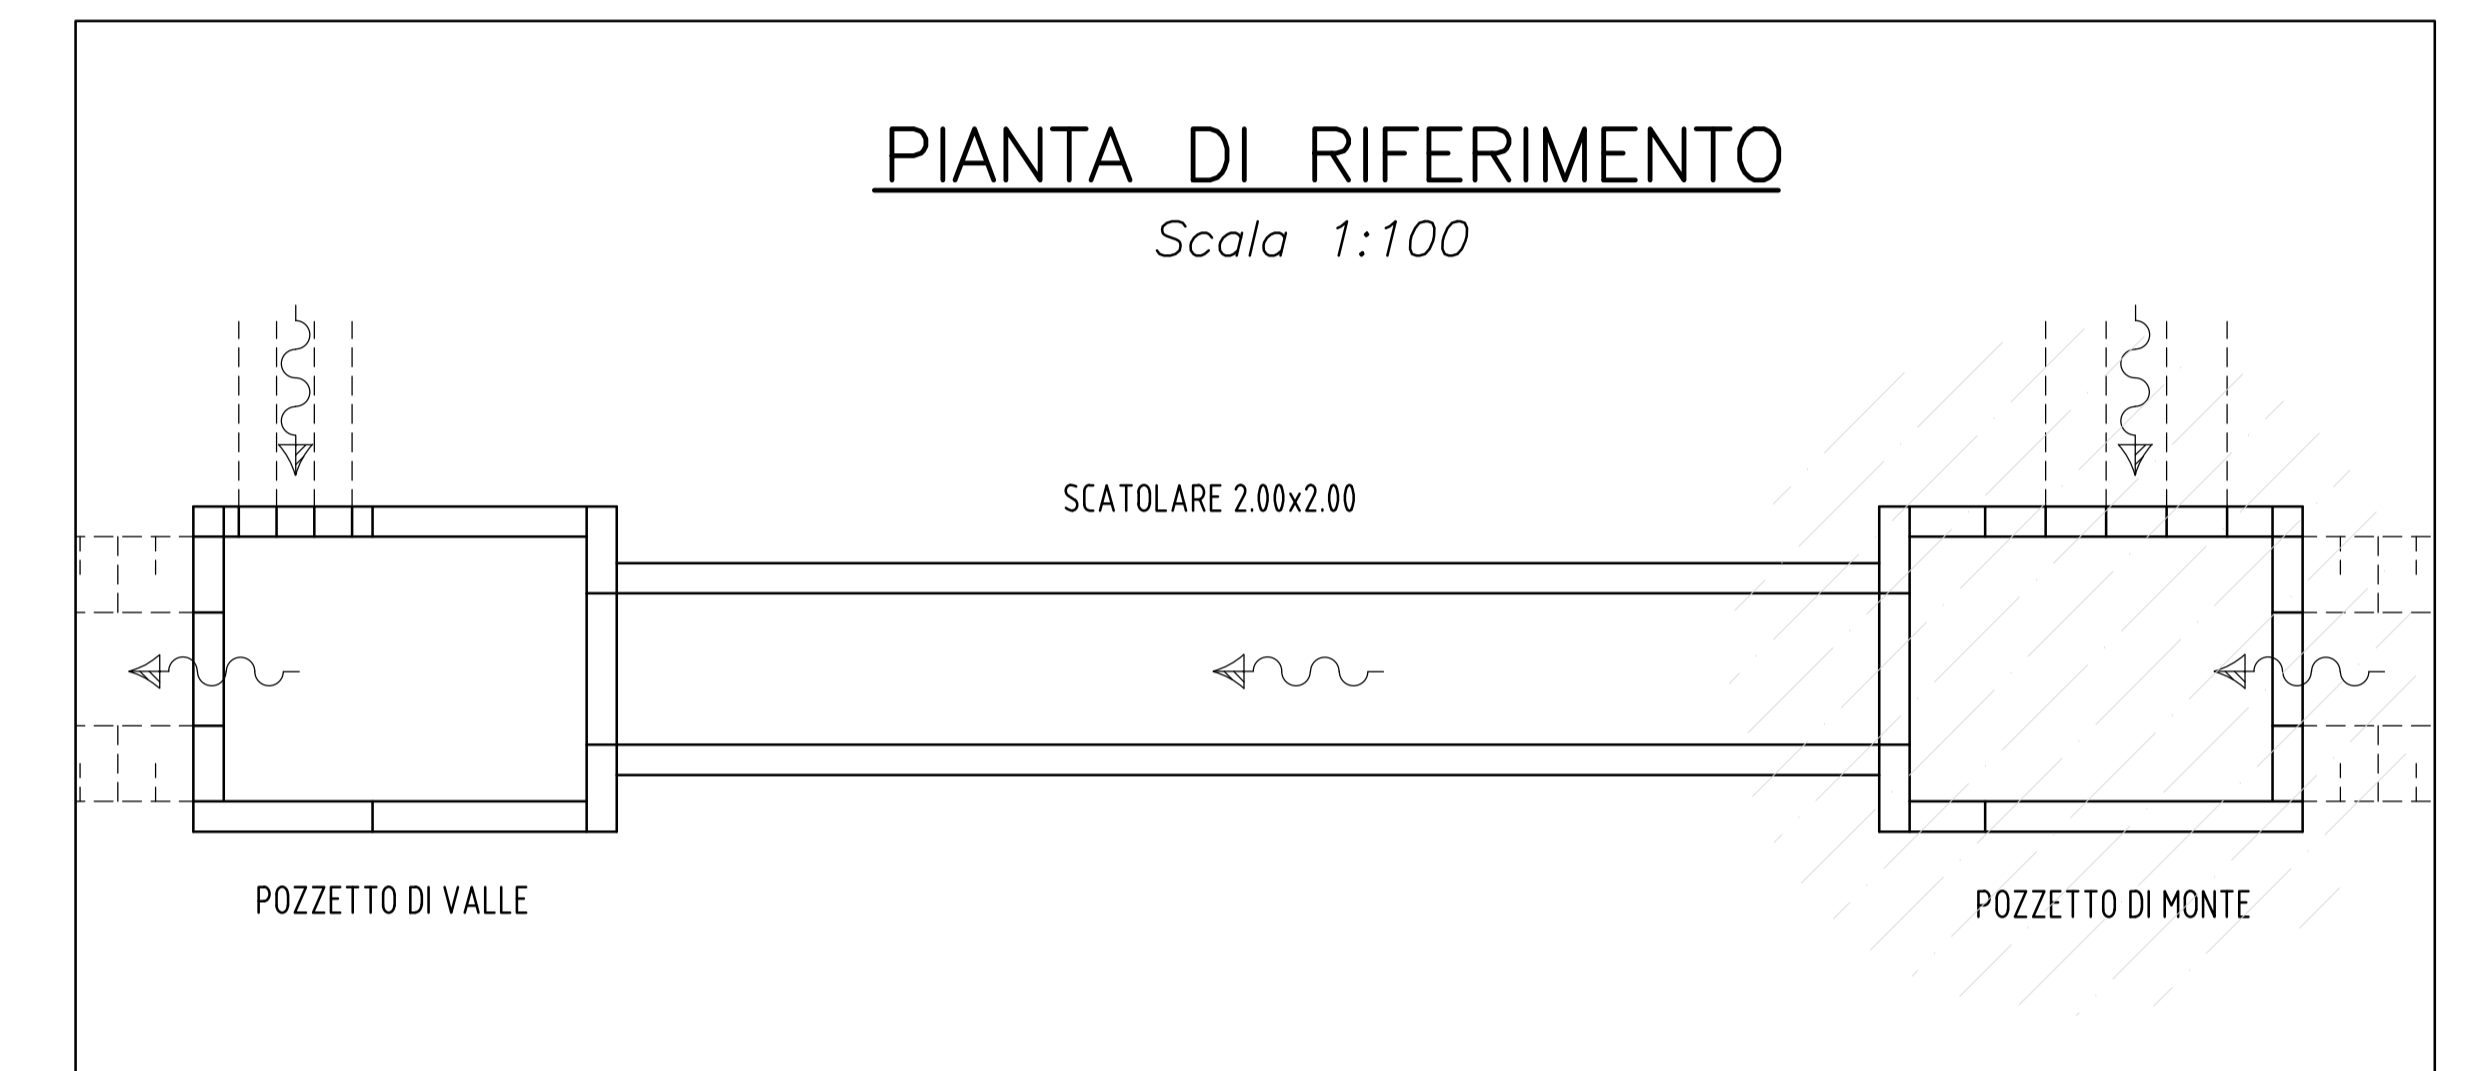 PIANTA DI RIFERIMENTO
Scala 1:100
SCATOLARE 2.00x2.00
POZZETTO DI VALLE
POZZETTO DI MONTE